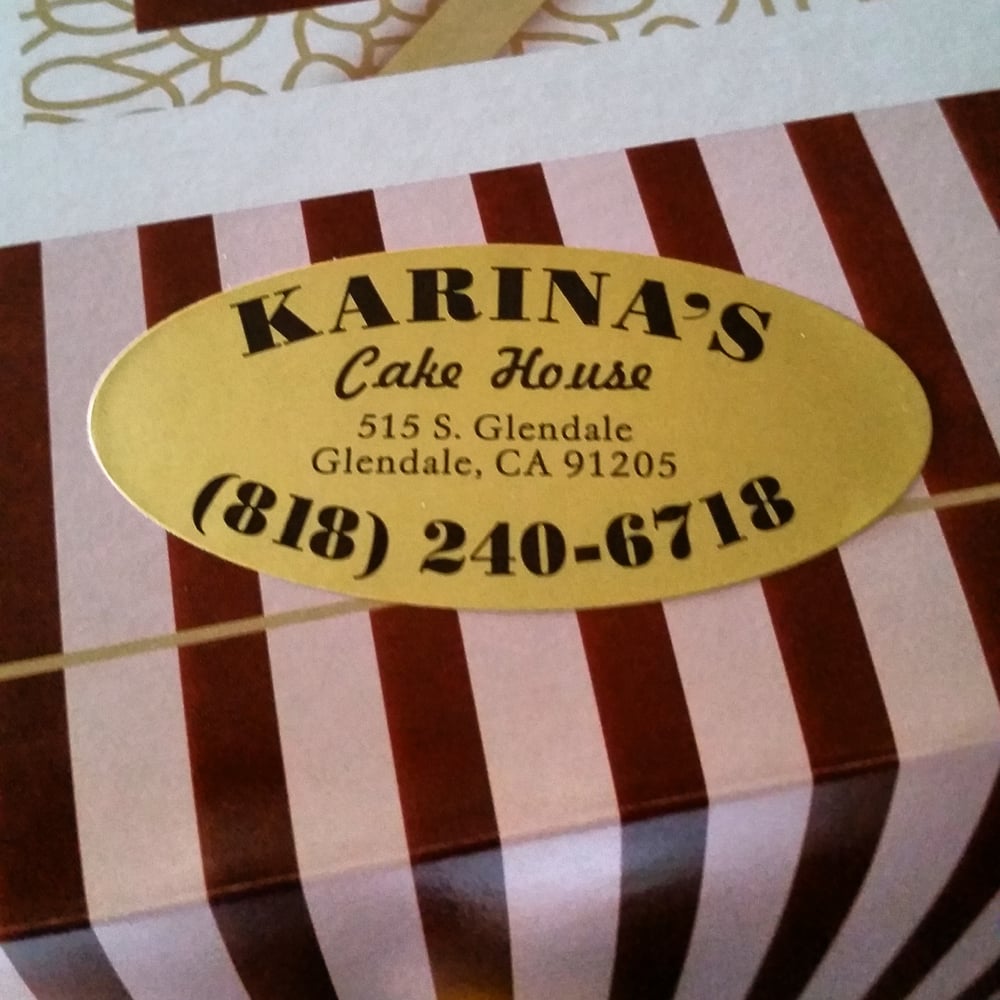 KARINA'S
Cake House
515 S. Glendale
Glendale, CA 91205
(818) 240-6718